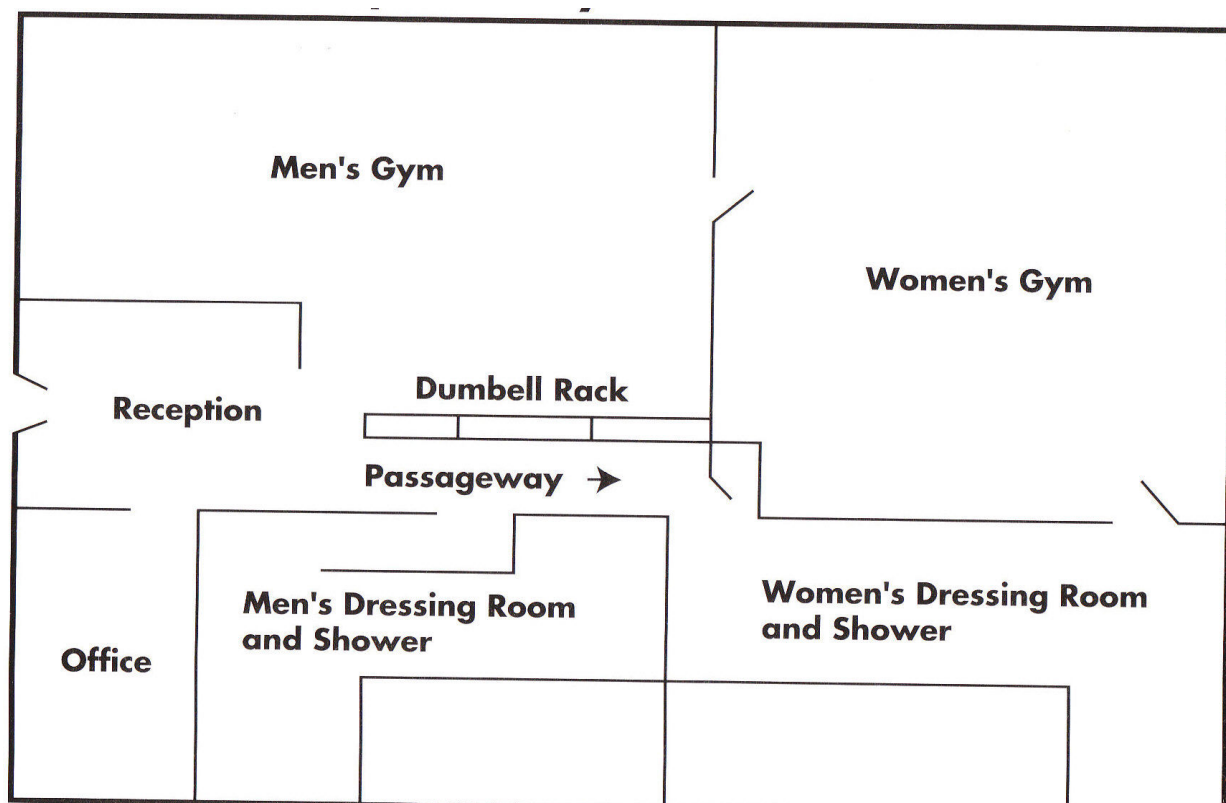 Men's Gym
Women's Gym
Dumbell Rack
Reception
Passageway
Men's Dressing Room
and Shower
Women's Dressing Room
and Shower
Office